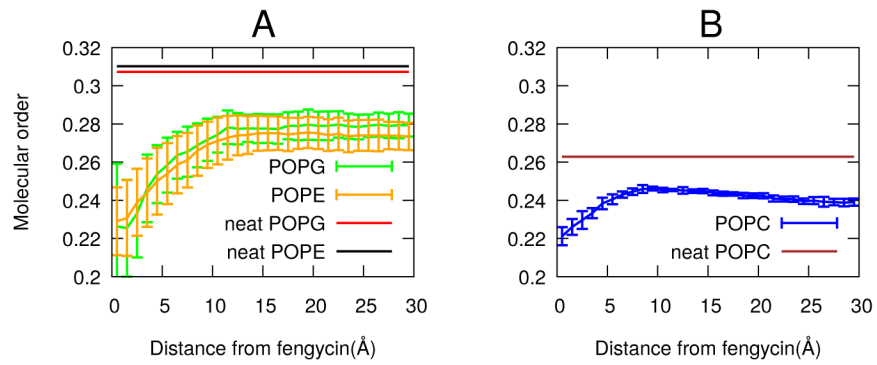 A
0.32
0.3
0.28
0.26
0.24
0.22
0.2
Molecular order
POPG
POPE
neat POPG
neat POPE
0 5 10 15 20 25 30
Distance from fengycin(Å)
B
0.32
0.3
0.28
0.26
0.24
0.22
0.2
POPC
neat POPC
0 5 10 15 20 25 30
Distance from fengycin(Å)